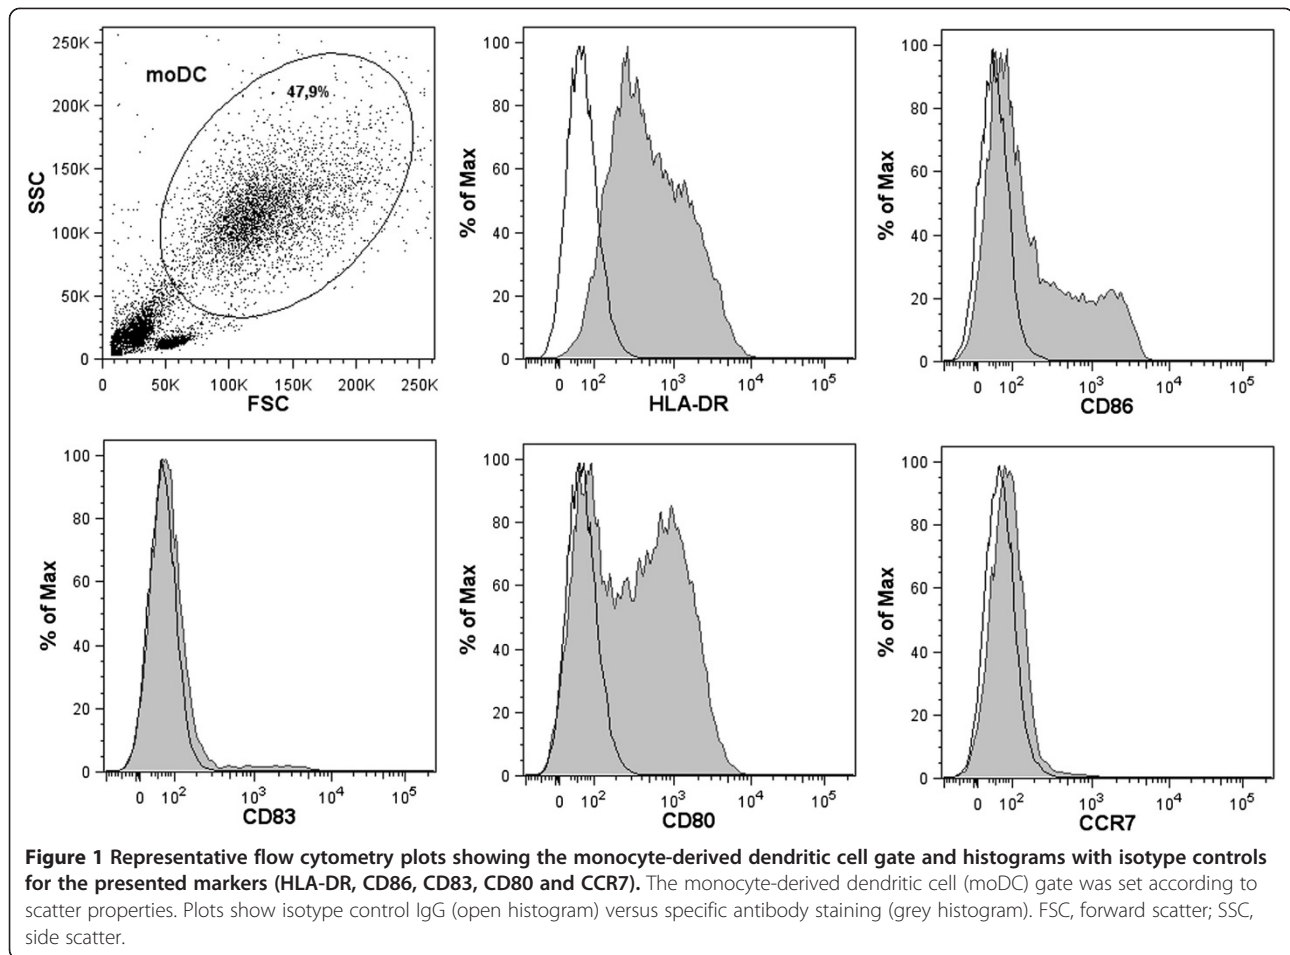 moDC
47,9%
250K
200K
150K
100K
50K
0
SSC
0 50K 100K 150K 200K 250K
FSC
100
80
60
40
20
0
% of Max
0 10² 10³ 10⁴ 10⁵
HLA-DR
100
80
60
40
20
0
% of Max
0 10² 10³ 10⁴ 10⁵
CD86
100
80
60
40
20
0
% of Max
0 10² 10³ 10⁴ 10⁵
CD83
100
80
60
40
20
0
% of Max
0 10² 10³ 10⁴ 10⁵
CD80
100
80
60
40
20
0
% of Max
0 10² 10³ 10⁴ 10⁵
CCR7
Figure 1 Representative flow cytometry plots showing the monocyte-derived dendritic cell gate and histograms with isotype controls
for the presented markers (HLA-DR, CD86, CD83, CD80 and CCR7). The monocyte-derived dendritic cell (moDC) gate was set according to
scatter properties. Plots show isotype control IgG (open histogram) versus specific antibody staining (grey histogram). FSC, forward scatter; SSC,
side scatter.